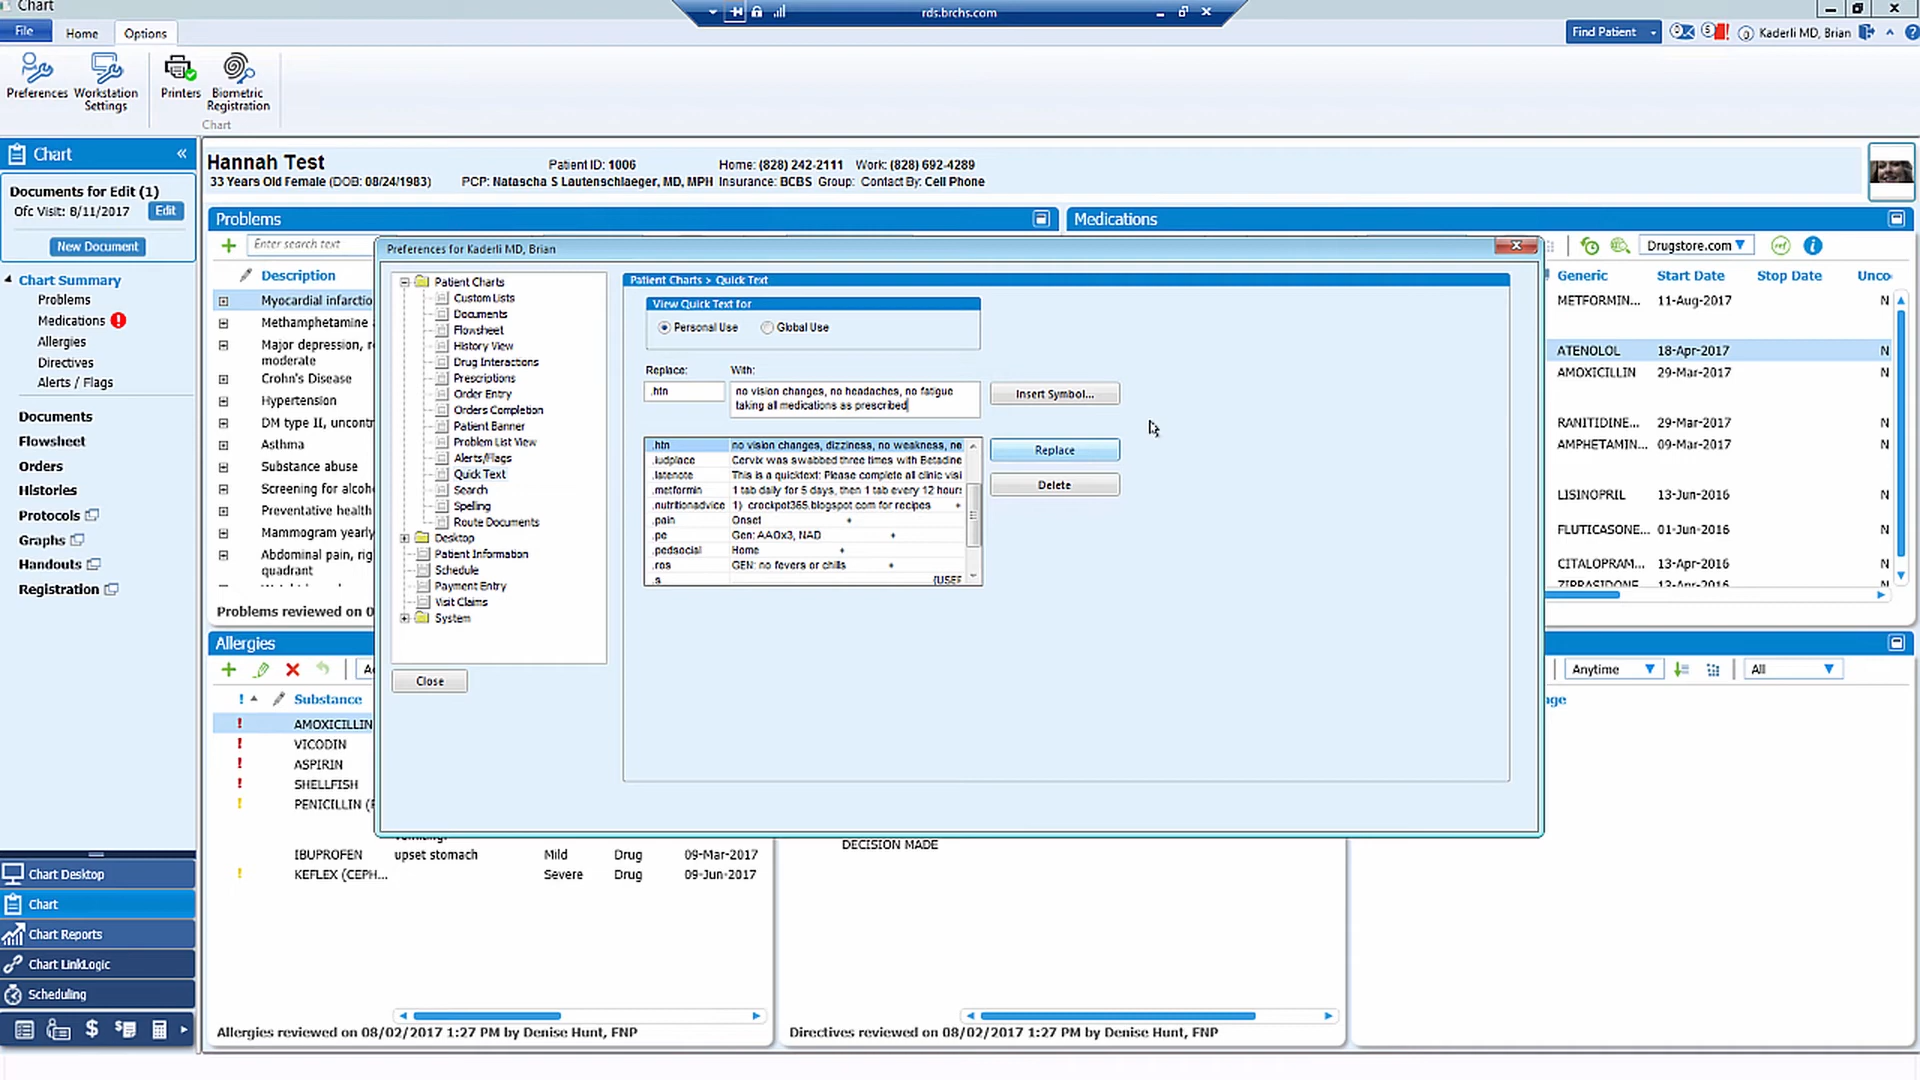 Chart
rds.brchs.com
File Home Options
Find Patient
Kaderli MD, Brian
Preferences
Workstation Settings
Printers
Biometric Registration
Chart
Chart
Documents for Edit (1)
Ofc Visit: 8/11/2017 Edit
New Document
Chart Summary
Problems
Medications
Allergies
Directives
Alerts / Flags
Documents
Flowsheet
Orders
Histories
Protocols
Graphs
Handouts
Registration
Chart Desktop
Chart
Chart Reports
Chart LinkLogic
Scheduling
Hannah Test Patient ID: 1006 Home: (828) 242-2111 Work: (828) 692-4289
33 Years Old Female (DOB: 08/24/1983) PCP: Natascha S Lautenschlaeger, MD, MPH Insurance: BCBS Group: Contact By: Cell Phone
Problems
Enter search text
Description
Myocardial infarctio
Methamphetamine
Major depression, r
moderate
Crohn's Disease
Hypertension
DM type II, uncont
Asthma
Substance abuse
Screening for alcoh
Preventative health
Mammogram yearly
Abdominal pain, rig
quadrant
Problems reviewed on 0
Medications
Drugstore.com
Generic Start Date Stop Date Unco
METFORMIN... 11-Aug-2017 N
ATENOLOL 18-Apr-2017 N
AMOXICILLIN 29-Mar-2017 N
RANITIDINE... 29-Mar-2017 N
AMPHETAMIN... 09-Mar-2017 N
LISINOPRIL 13-Jun-2016 N
FLUTICASONE... 01-Jun-2016 N
CITALOPRAM... 13-Apr-2016 N
ZIPRASIDONE 13-Apr-2016 N
Preferences for Kaderli MD, Brian
Patient Charts
Custom Lists
Documents
Flowsheet
History View
Drug Interactions
Prescriptions
Order Entry
Orders Completion
Patient Banner
Problem List View
Alerts/Flags
Quick Text
Search
Spelling
Route Documents
Desktop
Patient Information
Schedule
Payment Entry
Visit Claims
System
Close
Patient Charts > Quick Text
View Quick Text for
Personal Use Global Use
Replace: With:
.htn
no vision changes, no headaches, no fatigue
taking all medications as prescribed
Insert Symbol...
Replace
Delete
.htn no vision changes, dizziness, no weakness, ne
.iudplace Cervix was swabbed three times with Betadine
.latenote This is a quicktext: Please complete all clinic visi
.metformin 1 tab daily for 5 days, then 1 tab every 12 hours
.nutritionadvice 1) crockpot365.blogspot.com for recipes
.pain Onset
.pe Gen: AAOx3, NAD
.pedsocial Home
.ros GEN: no fevers or chills
.s {USER
Allergies
Substance
AMOXICILLIN
VICODIN
ASPIRIN
SHELLFISH
PENICILLIN (F
IBUPROFEN upset stomach Mild Drug 09-Mar-2017
KEFLEX (CEPH... Severe Drug 09-Jun-2017
Allergies reviewed on 08/02/2017 1:27 PM by Denise Hunt, FNP
DECISION MADE
Directives reviewed on 08/02/2017 1:27 PM by Denise Hunt, FNP
Anytime All